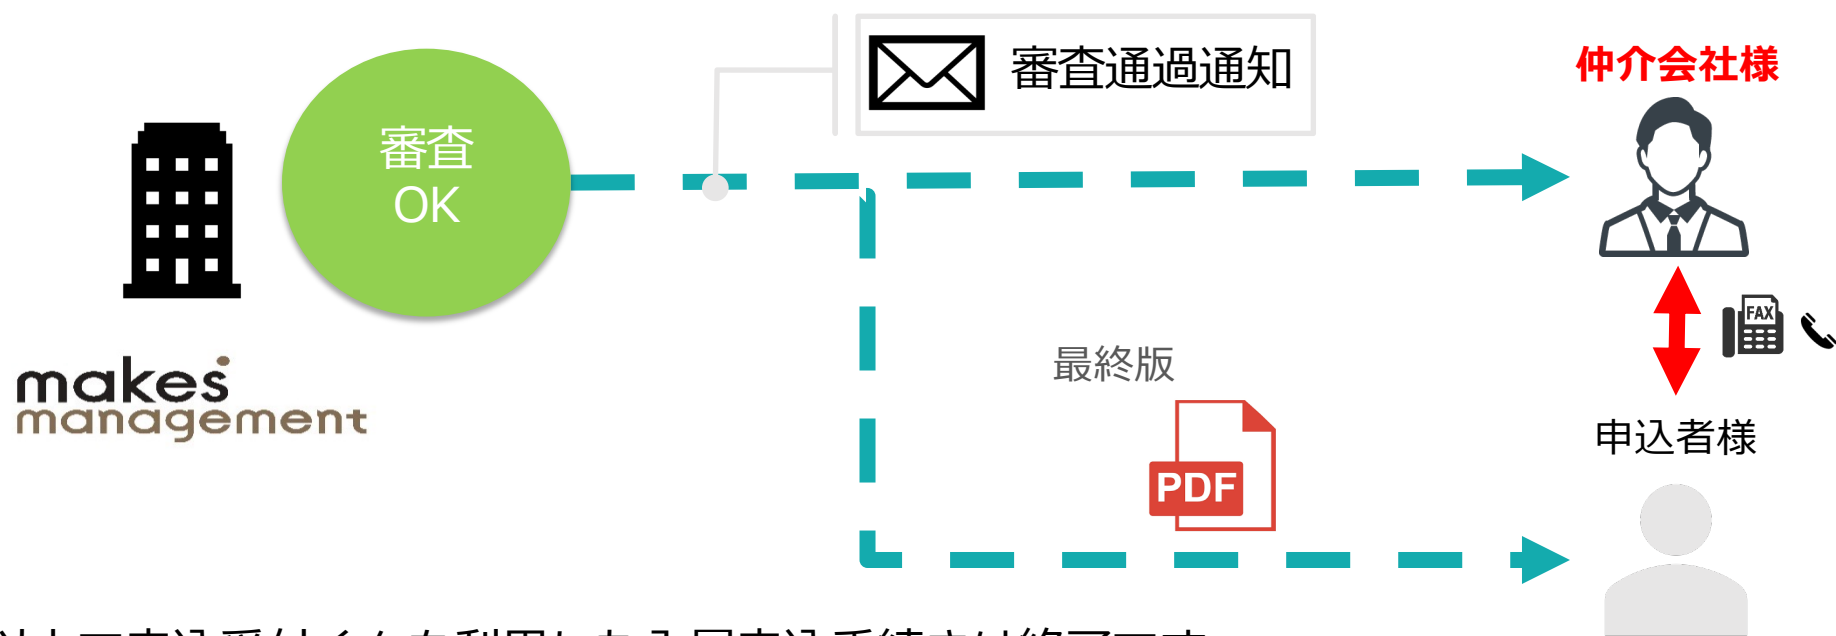 審査通過通知
仲介会社様
審査
OK
FAX
makes
management
最終版
申込者様
PDF